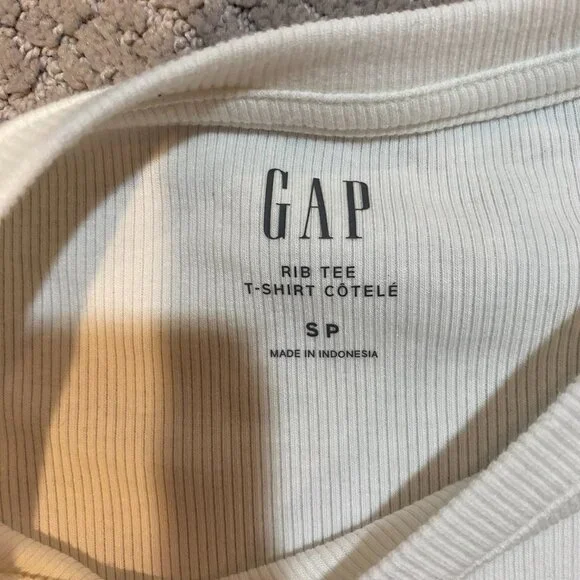 GAP
RIB TEE
T-SHIRT CÔTELÉ
SP
MADE IN INDONESIA